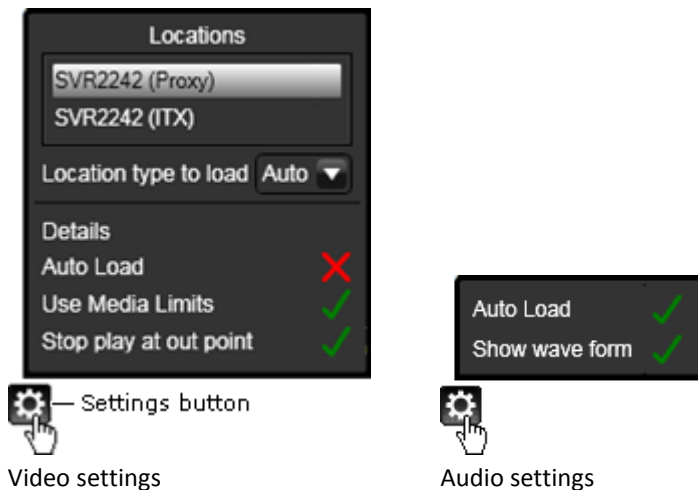 Locations
SVR2242 (Proxy)
SVR2242 (ITX)
Location type to load Auto
Details
Auto Load
Use Media Limits
Stop play at out point
Settings button
Video settings
Auto Load
Show wave form
Audio settings